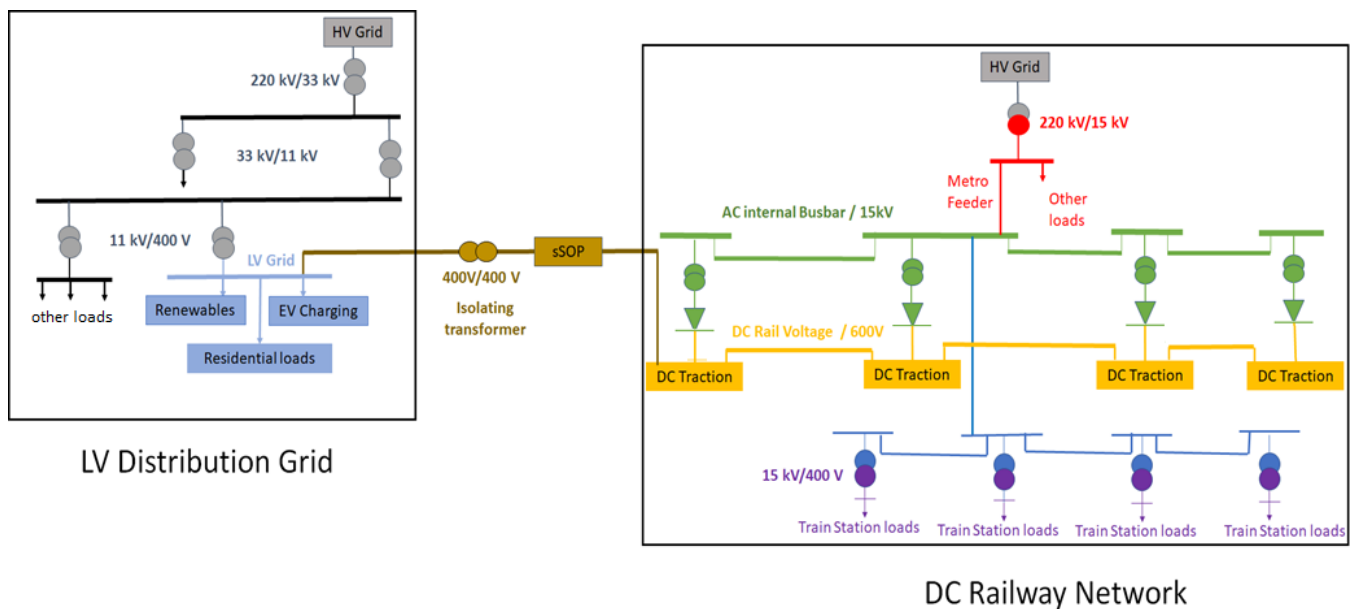 HV Grid
220 kV/33 kV
33 kV/11 kV
11 kV/400 V
LV Grid
other loads
Renewables
EV Charging
Residential loads
LV Distribution Grid
400V/400 V
Isolating
transformer
sSOP
HV Grid
220 kV/15 kV
Metro
Feeder
Other
loads
AC internal Busbar / 15kV
DC Rail Voltage / 600V
DC Traction
DC Traction
DC Traction
DC Traction
15 kV/400 V
Train Station loads
Train Station loads
Train Station loads
Train Station loads
DC Railway Network